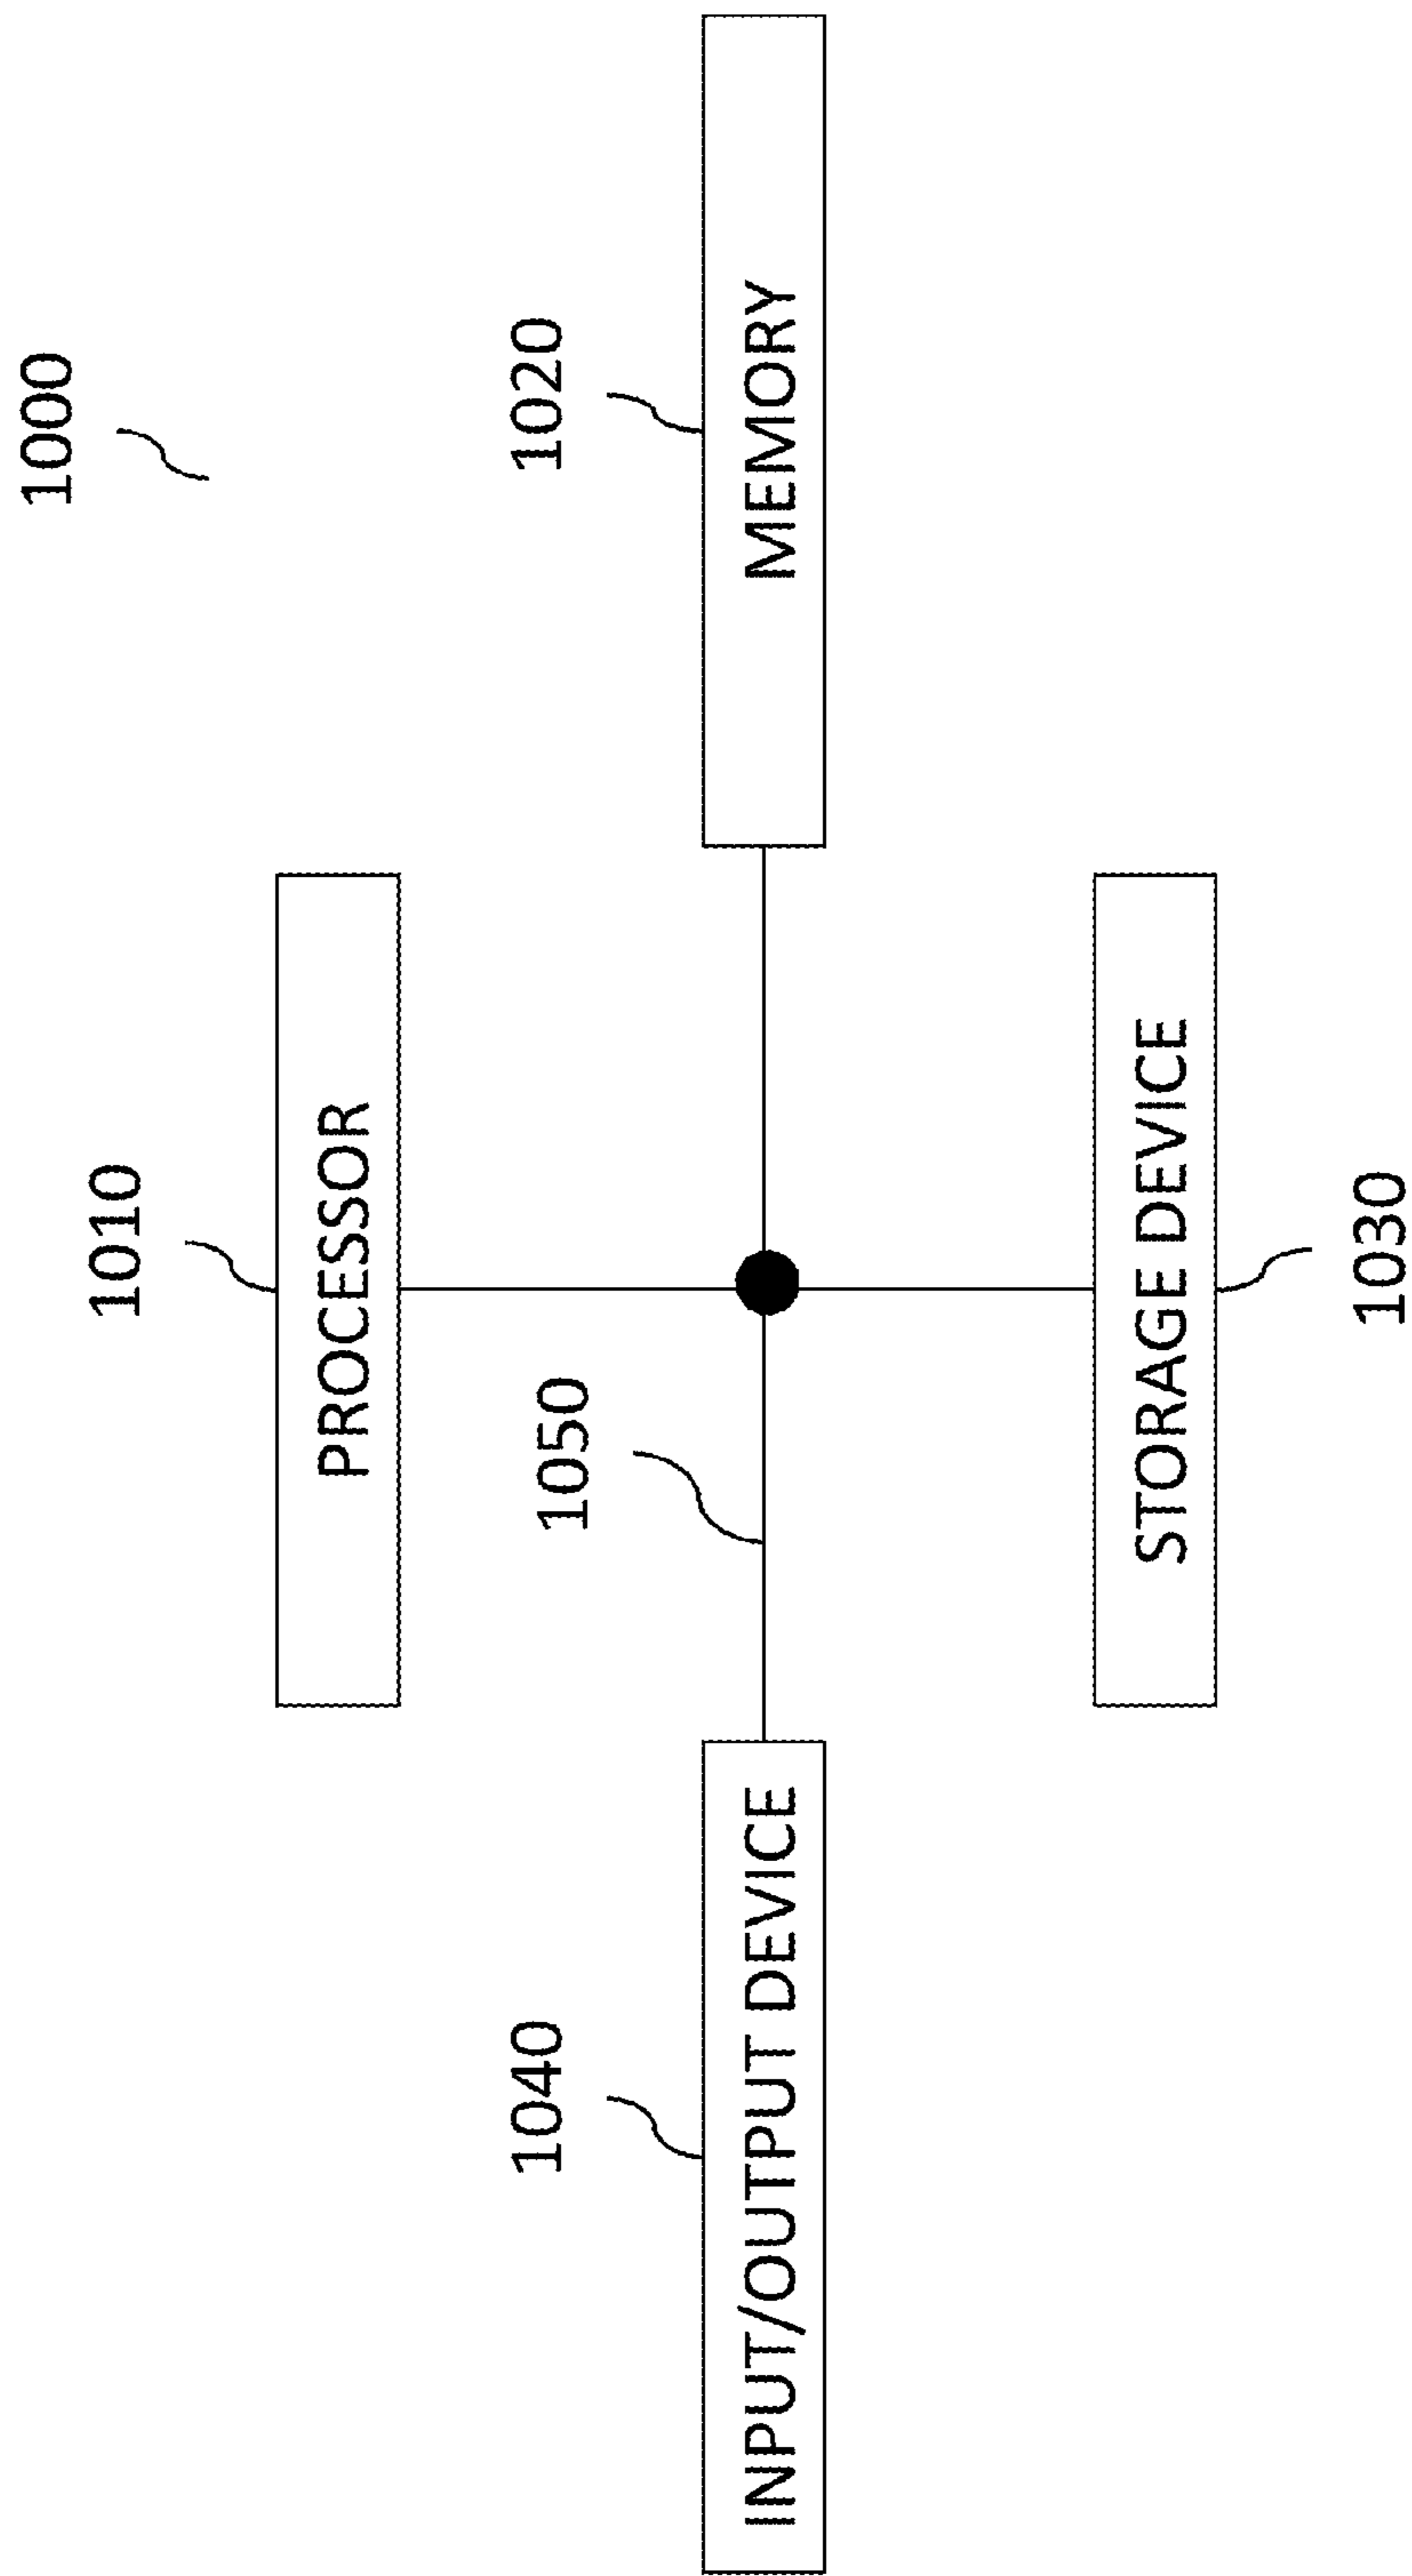 1000
1010
PROCESSOR
1040
INPUT/OUTPUT DEVICE
1050
1020
MEMORY
STORAGE DEVICE
1030